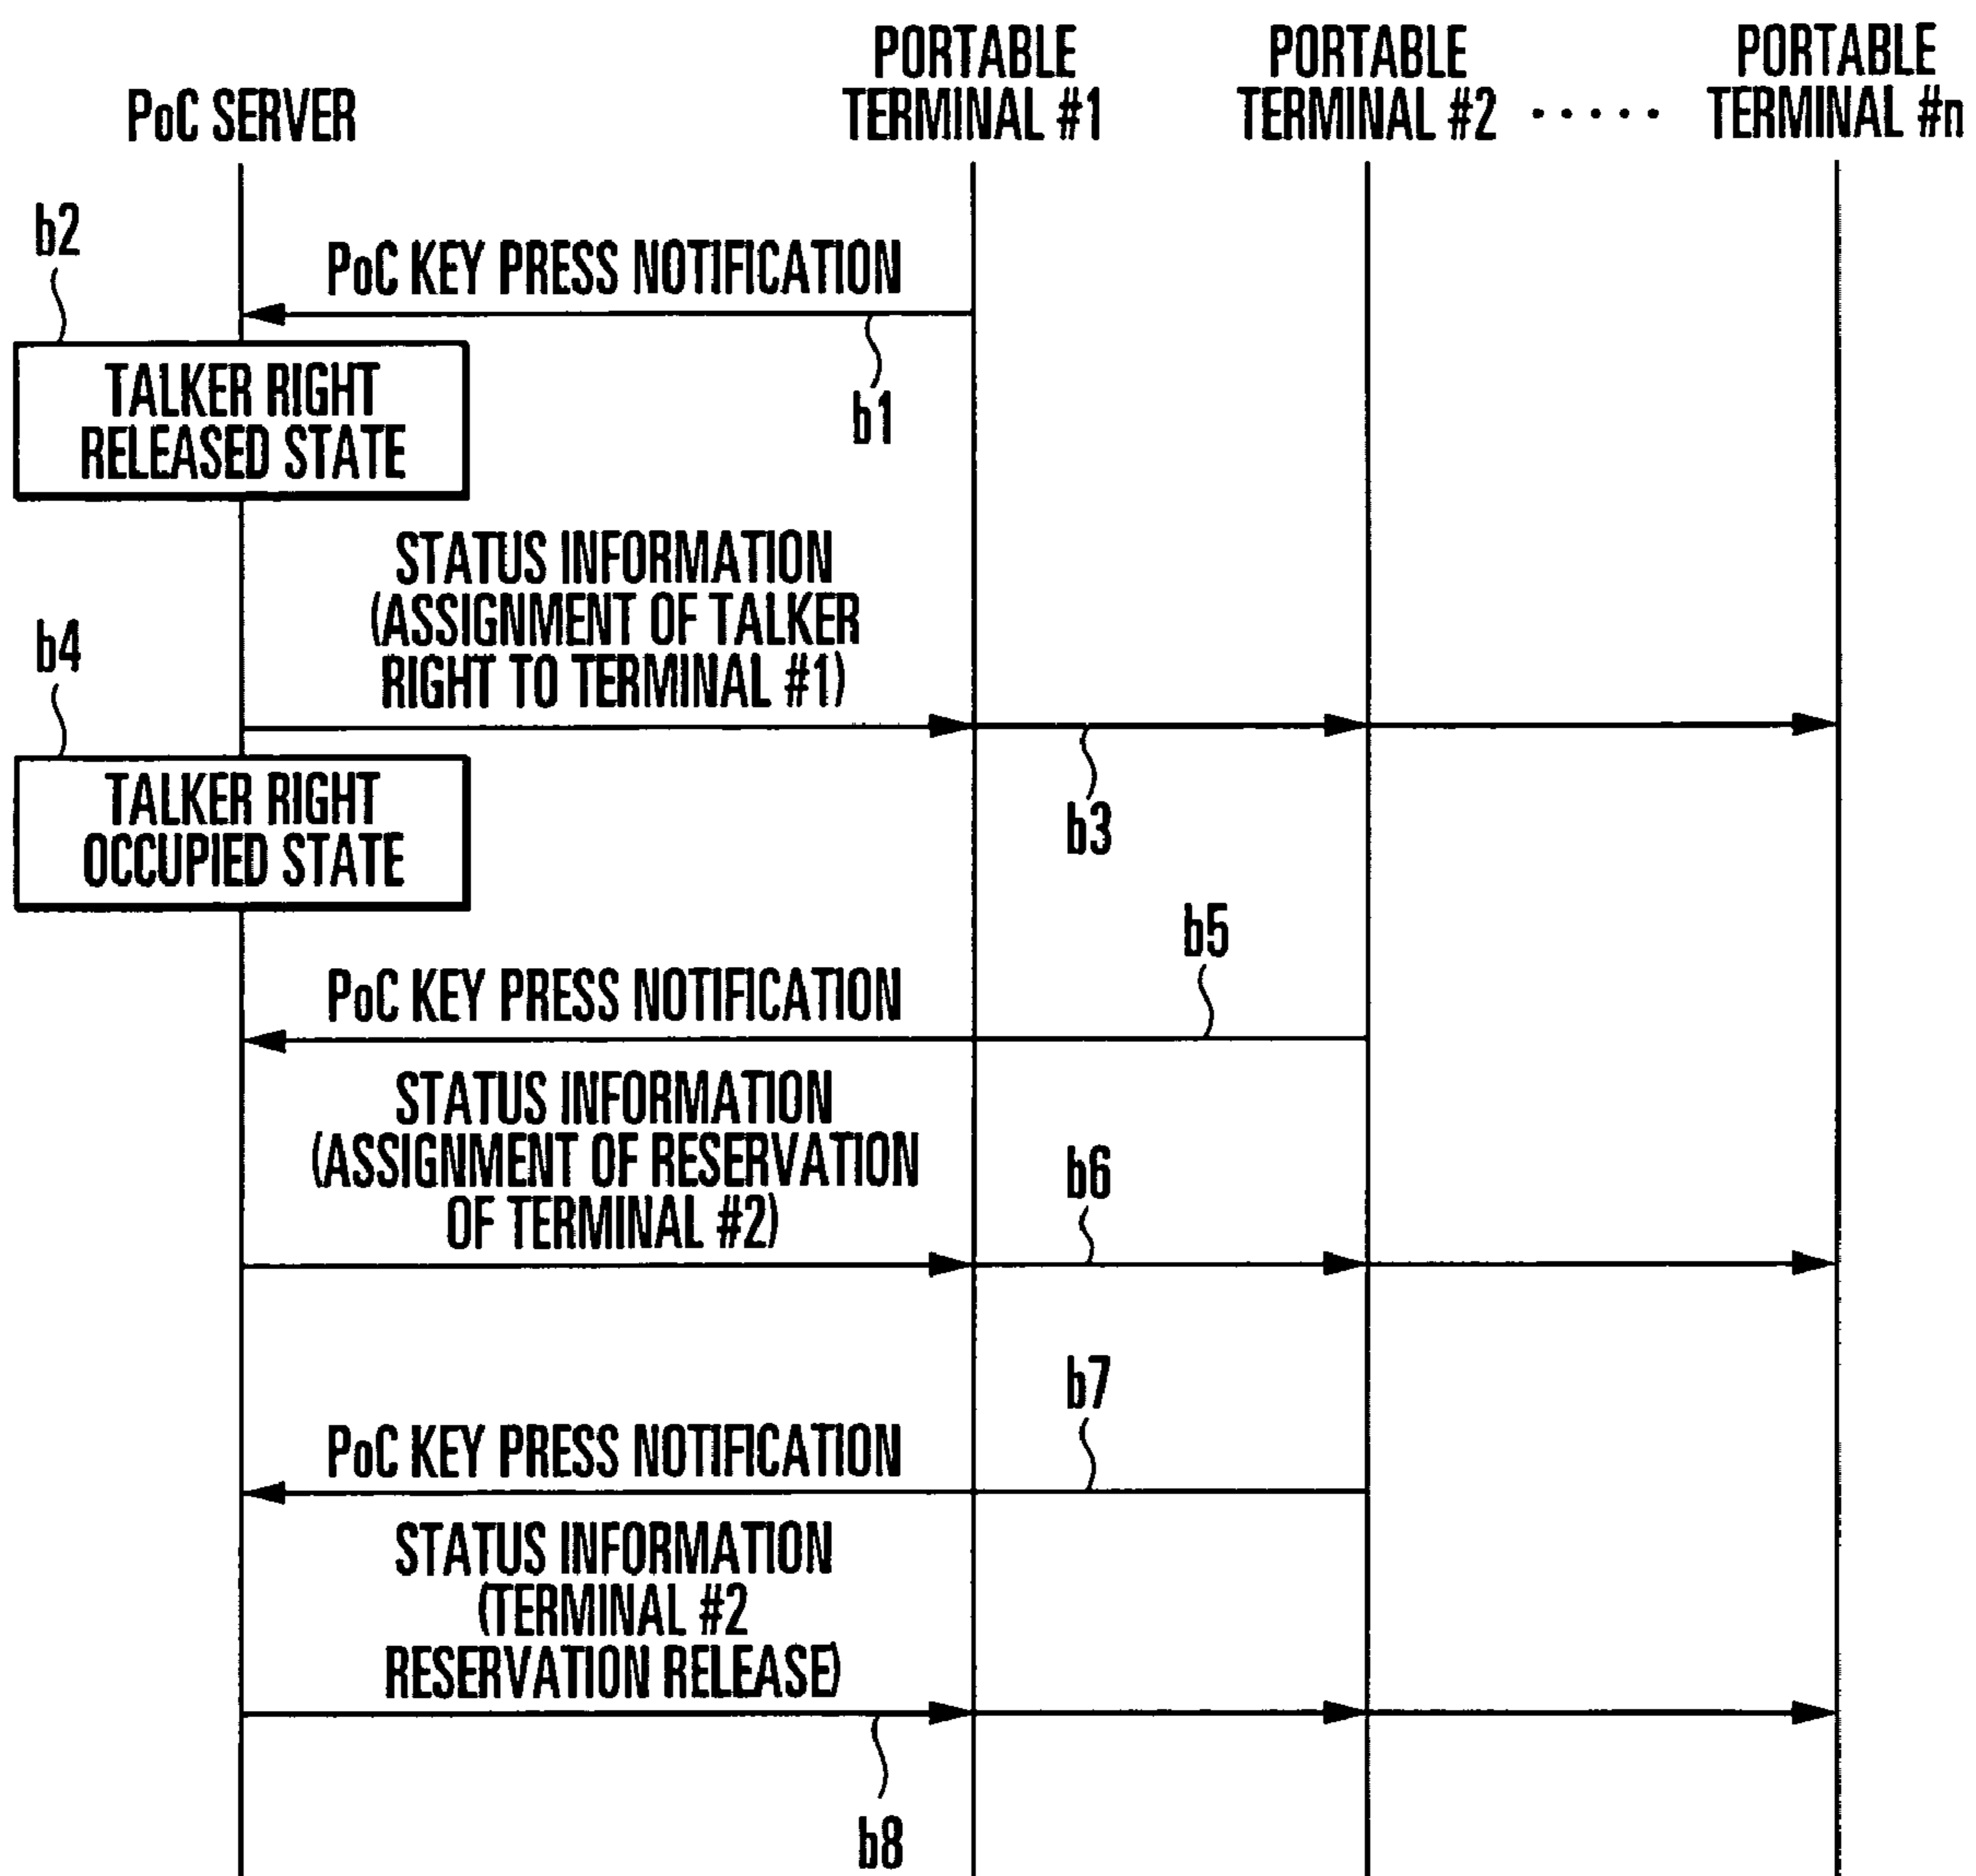 PoC SERVER
PORTABLE
TERMINAL #1
PORTABLE
TERMINAL #2
.....
PORTABLE
TERMINAL #n
b2
PoC KEY PRESS NOTIFICATION
b1
TALKER RIGHT
RELEASED STATE
STATUS INFORMATION
(ASSIGNMENT OF TALKER
RIGHT TO TERMINAL #1)
b4
b3
TALKER RIGHT
OCCUPIED STATE
b5
PoC KEY PRESS NOTIFICATION
STATUS INFORMATION
(ASSIGNMENT OF RESERVATION
OF TERMINAL #2)
b6
b7
PoC KEY PRESS NOTIFICATION
STATUS INFORMATION
(TERMINAL #2
RESERVATION RELEASE)
b8